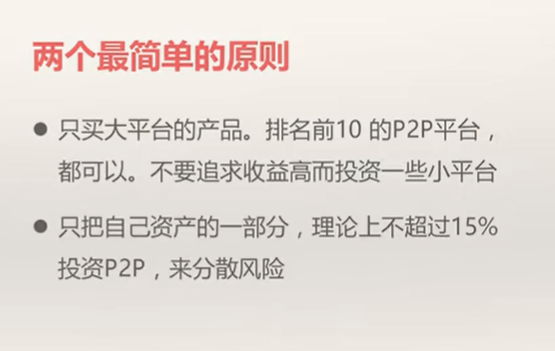 两个最简单的原则
● 只买大平台的产品。排名前10 的P2P平台，
都可以。不要追求收益高而投资一些小平台
● 只把自己资产的一部分，理论上不超过15%
投资P2P，来分散风险